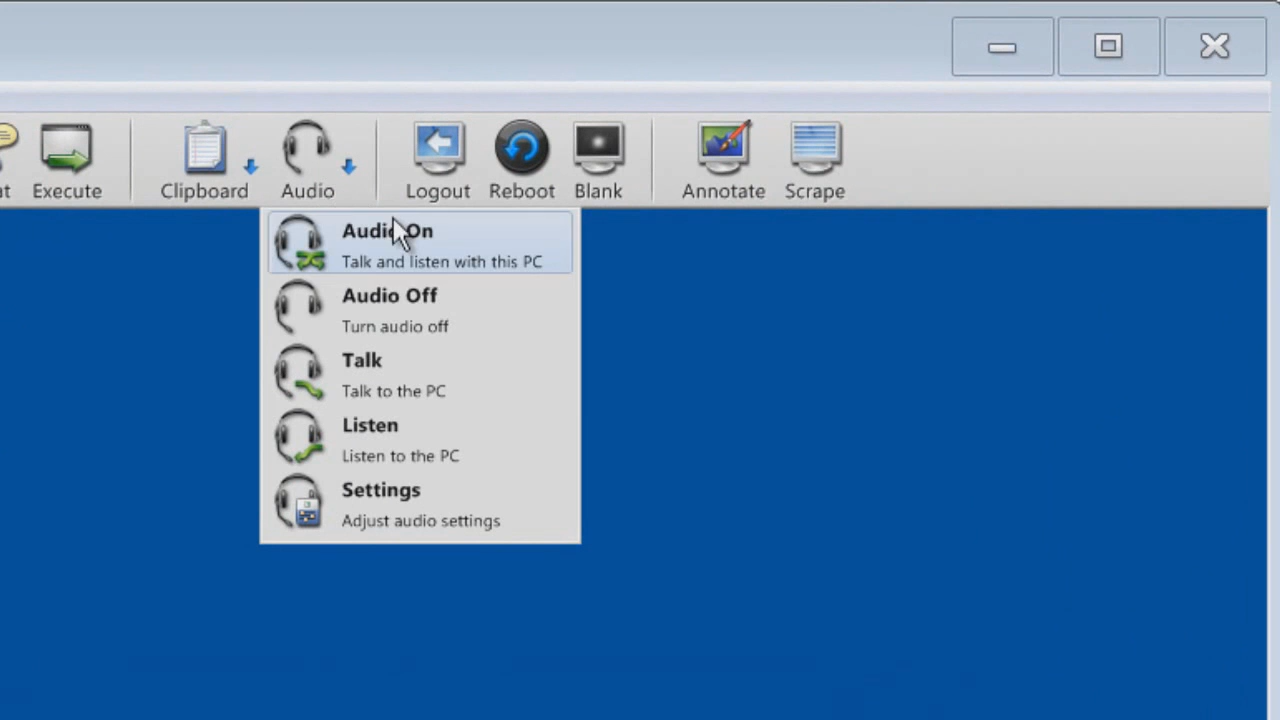 at Execute Clipboard Audio Logout Reboot Blank Annotate Scrape
Audio On
Talk and listen with this PC
Audio Off
Turn audio off
Talk
Talk to the PC
Listen
Listen to the PC
Settings
Adjust audio settings